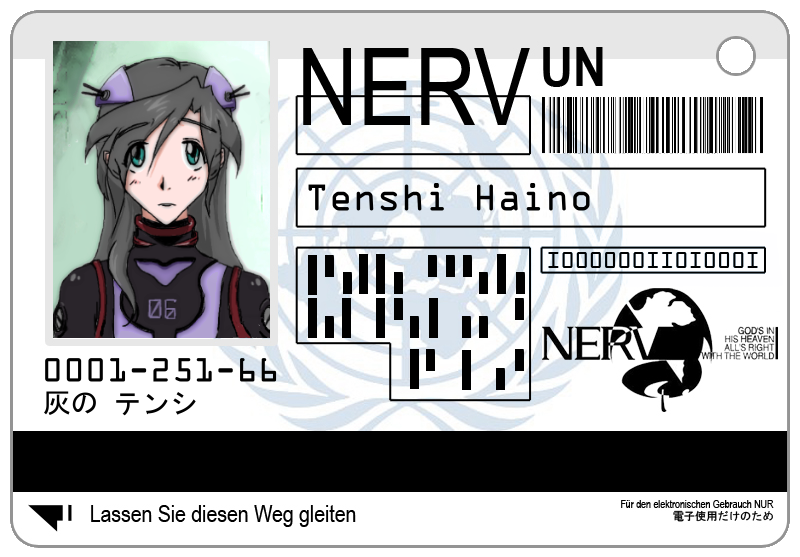 NERV UN
Tenshi Haino
IOOOOOOIIOIOOOI
06
NERV
GOD'S IN
HIS HEAVEN
ALL'S RIGHT
WITH THE WORLD
0001-251-66
灰の テンシ
Lassen Sie diesen Weg gleiten
Für den elektronischen Gebrauch NUR
電子使用だけのため